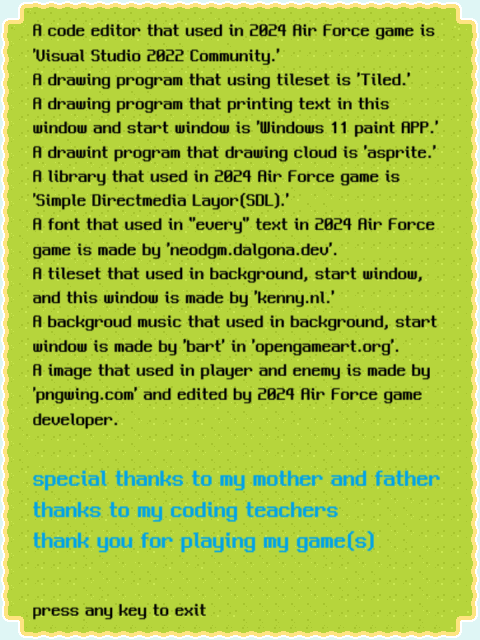 A code editor that used in 2024 Air Force game is
'Visual Studio 2022 Community.'
A drawing program that using tileset is 'Tiled.'
A drawing program that printing text in this
window and start window is 'Windows 11 paint APP.'
A drawint program that drawing cloud is 'asprite.'
A library that used in 2024 Air Force game is
'Simple Directmedia Layor(SDL).'
A font that used in "every" text in 2024 Air Force
game is made by 'neodgm.dalgona.dev'.
A tileset that used in background, start window,
and this window is made by 'kenny.nl.'
A backgroud music that used in background, start
window is made by 'bart' in 'opengameart.org'.
A image that used in player and enemy is made by
'pngwing.com' and edited by 2024 Air Force game
developer.
special thanks to my mother and father
thanks to my coding teachers
thank you for playing my game(s)
press any key to exit